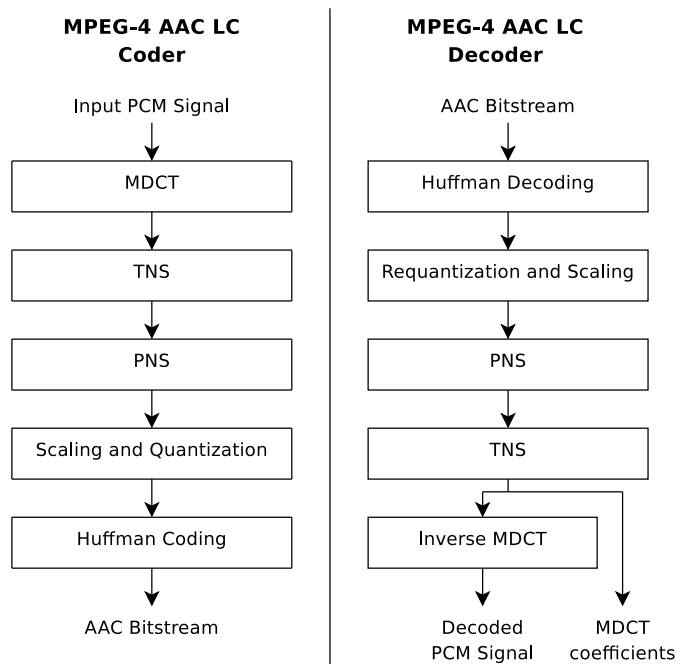 MPEG-4 AAC LC
Coder
Input PCM Signal
MDCT
TNS
PNS
Scaling and Quantization
Huffman Coding
AAC Bitstream
MPEG-4 AAC LC
Decoder
AAC Bitstream
Huffman Decoding
Requantization and Scaling
PNS
TNS
Inverse MDCT
Decoded
PCM Signal
MDCT
coefficients